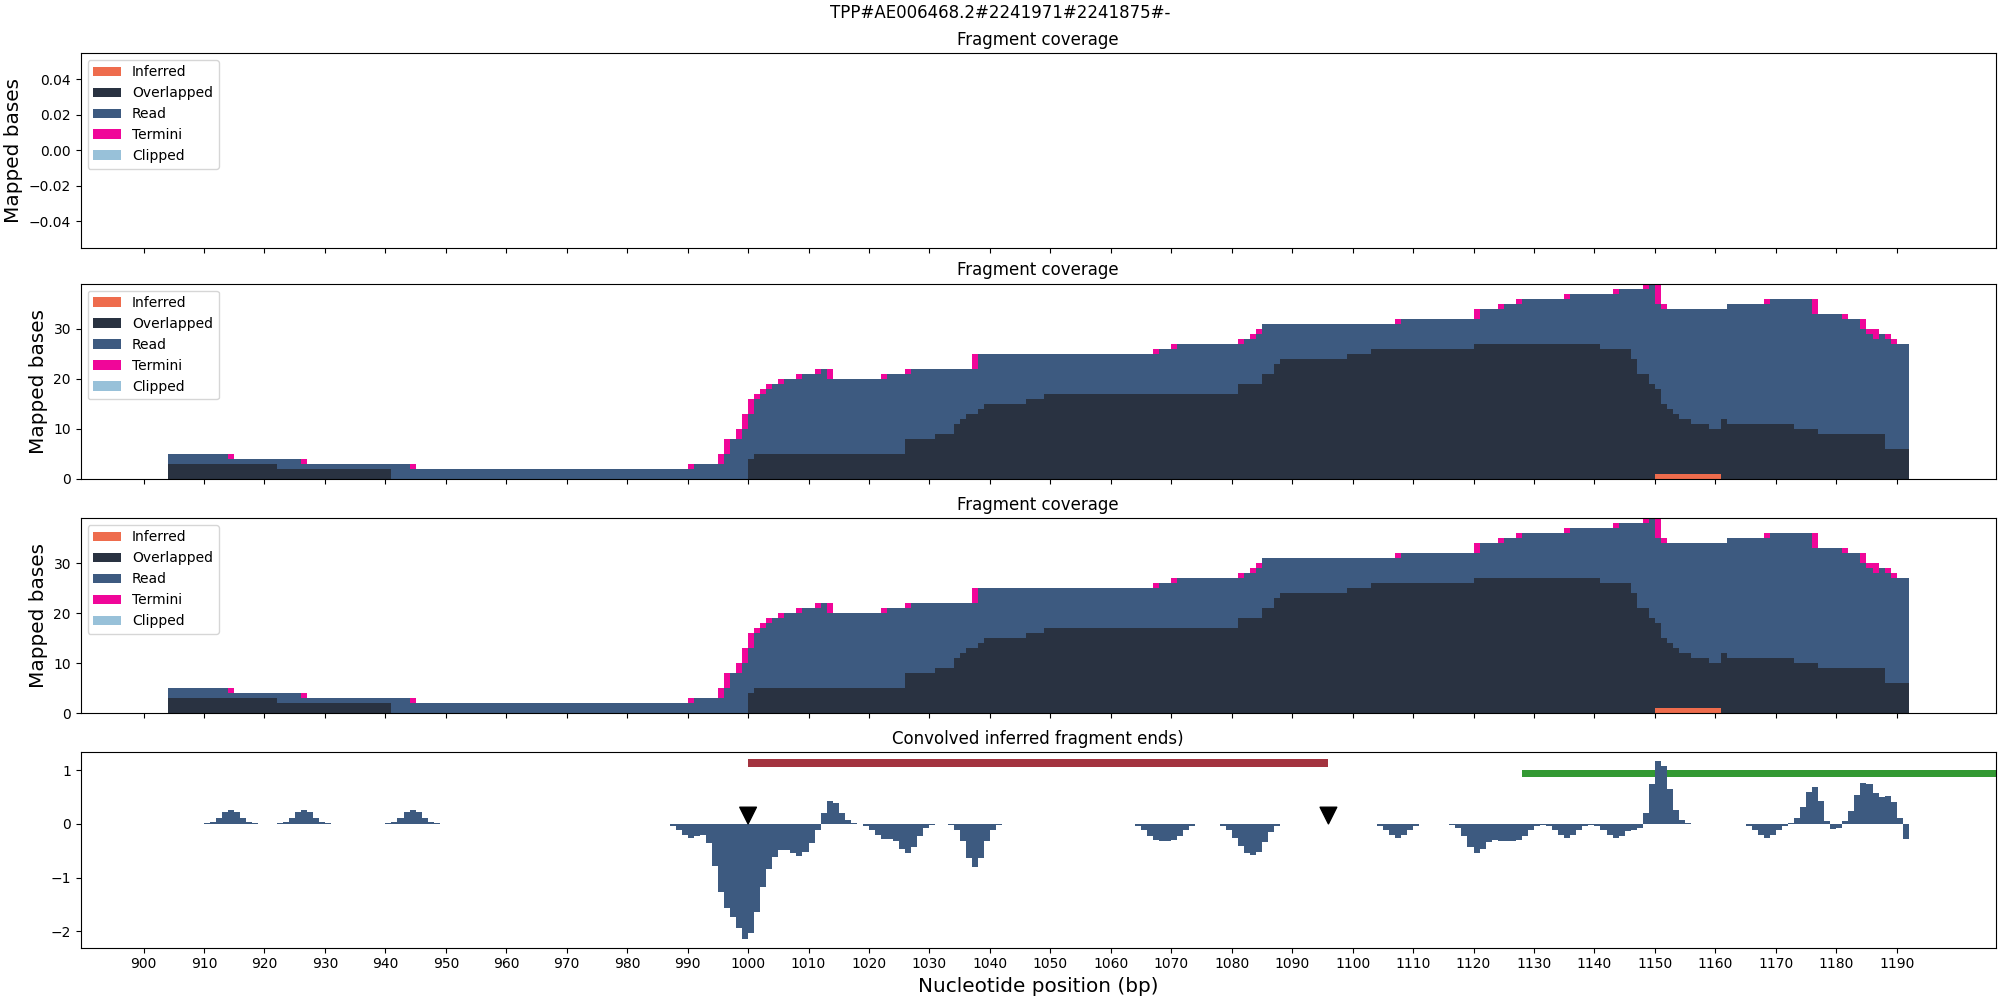 TPP#AE006468.2#2241971#2241875#-
Fragment coverage
Mapped bases
0.04
0.02
0.00
−0.02
−0.04
Inferred
Overlapped
Read
Termini
Clipped
Fragment coverage
Mapped bases
30
20
10
0
Inferred
Overlapped
Read
Termini
Clipped
Fragment coverage
Mapped bases
30
20
10
0
Inferred
Overlapped
Read
Termini
Clipped
Convolved inferred fragment ends)
1
0
−1
−2
900 910 920 930 940 950 960 970 980 990 1000 1010 1020 1030 1040 1050 1060 1070 1080 1090 1100 1110 1120 1130 1140 1150 1160 1170 1180 1190
Nucleotide position (bp)